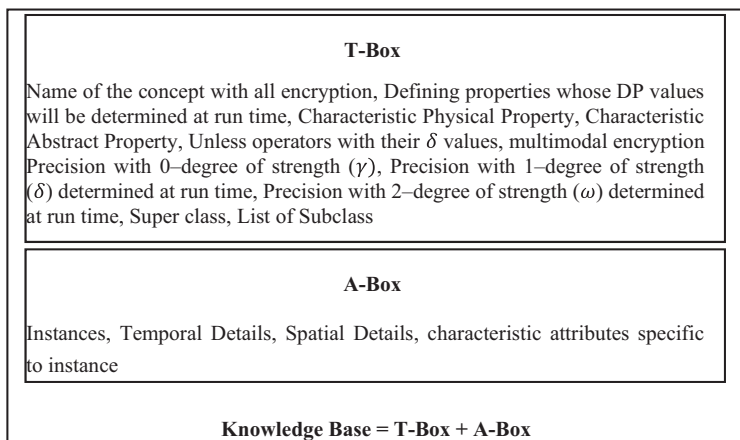 T-Box
Name of the concept with all encryption, Defining properties whose DP values
will be determined at run time, Characteristic Physical Property, Characteristic
Abstract Property, Unless operators with their δ values, multimodal encryption
Precision with 0–degree of strength (γ), Precision with 1–degree of strength
(δ) determined at run time, Precision with 2–degree of strength (ω) determined
at run time, Super class, List of Subclass
A-Box
Instances, Temporal Details, Spatial Details, characteristic attributes specific
to instance
Knowledge Base = T-Box + A-Box